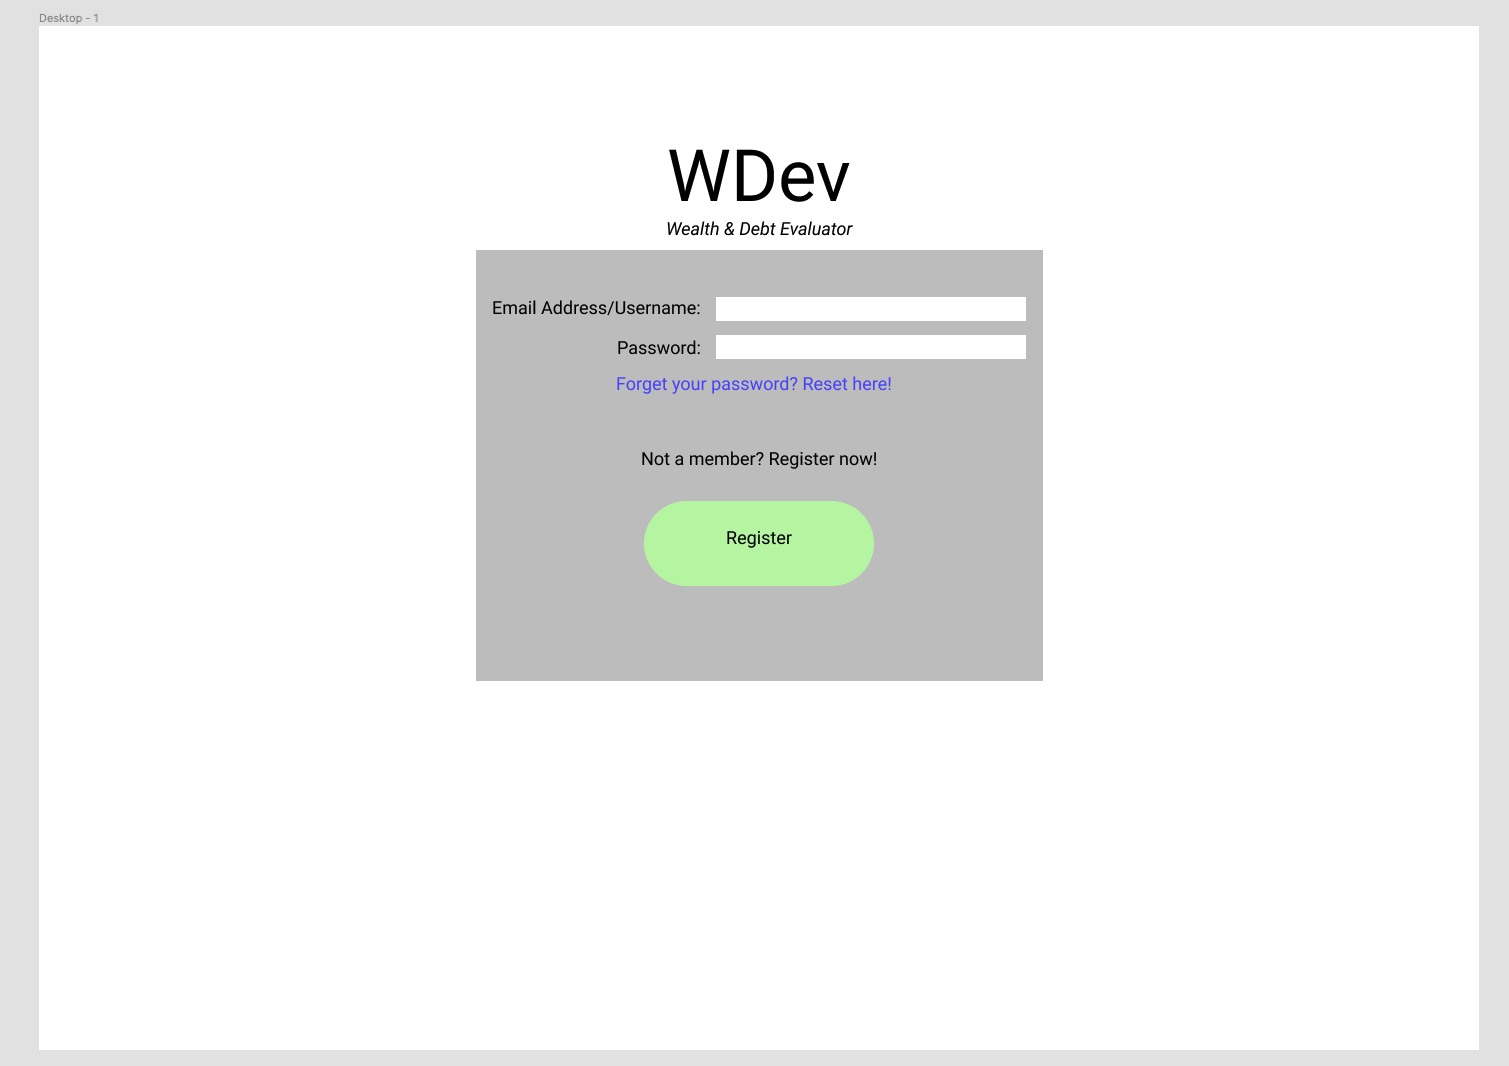 Desktop - 1
WDev
Wealth & Debt Evaluator
Email Address/Username:
Password:
Forget your password? Reset here!
Not a member? Register now!
Register